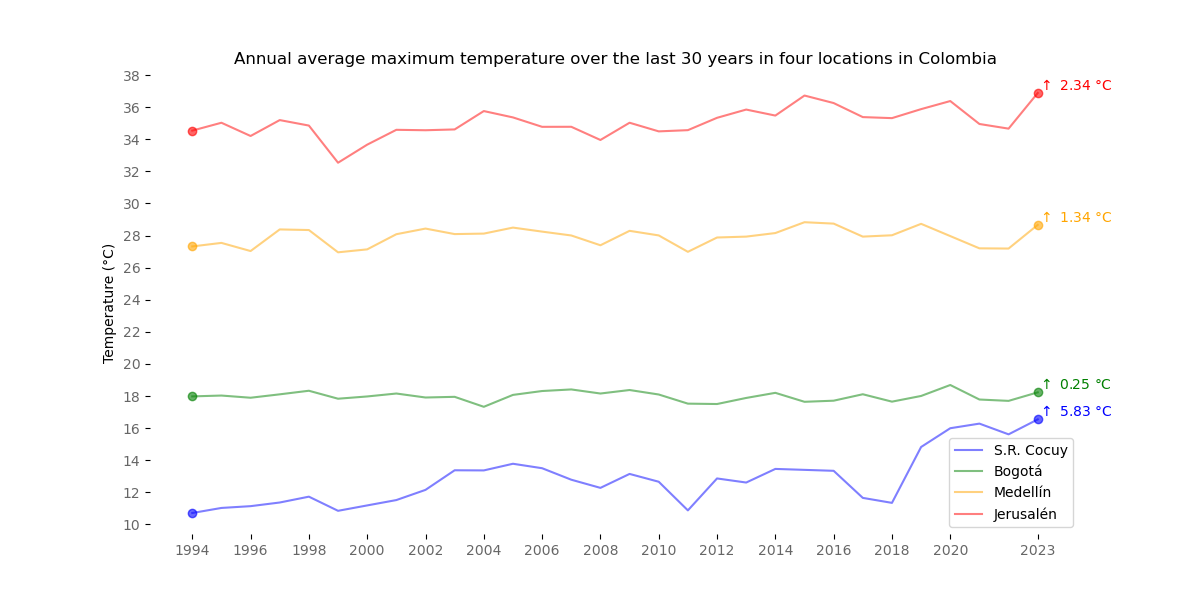 Annual average maximum temperature over the last 30 years in four locations in Colombia
38
36
34
32
30
28
26
24
22
20
18
16
14
12
10
Temperature (°C)
↑ 2.34 °C
↑ 1.34 °C
↑ 0.25 °C
↑ 5.83 °C
S.R. Cocuy
Bogotá
Medellín
Jerusalén
1994 1996 1998 2000 2002 2004 2006 2008 2010 2012 2014 2016 2018 2020 2023